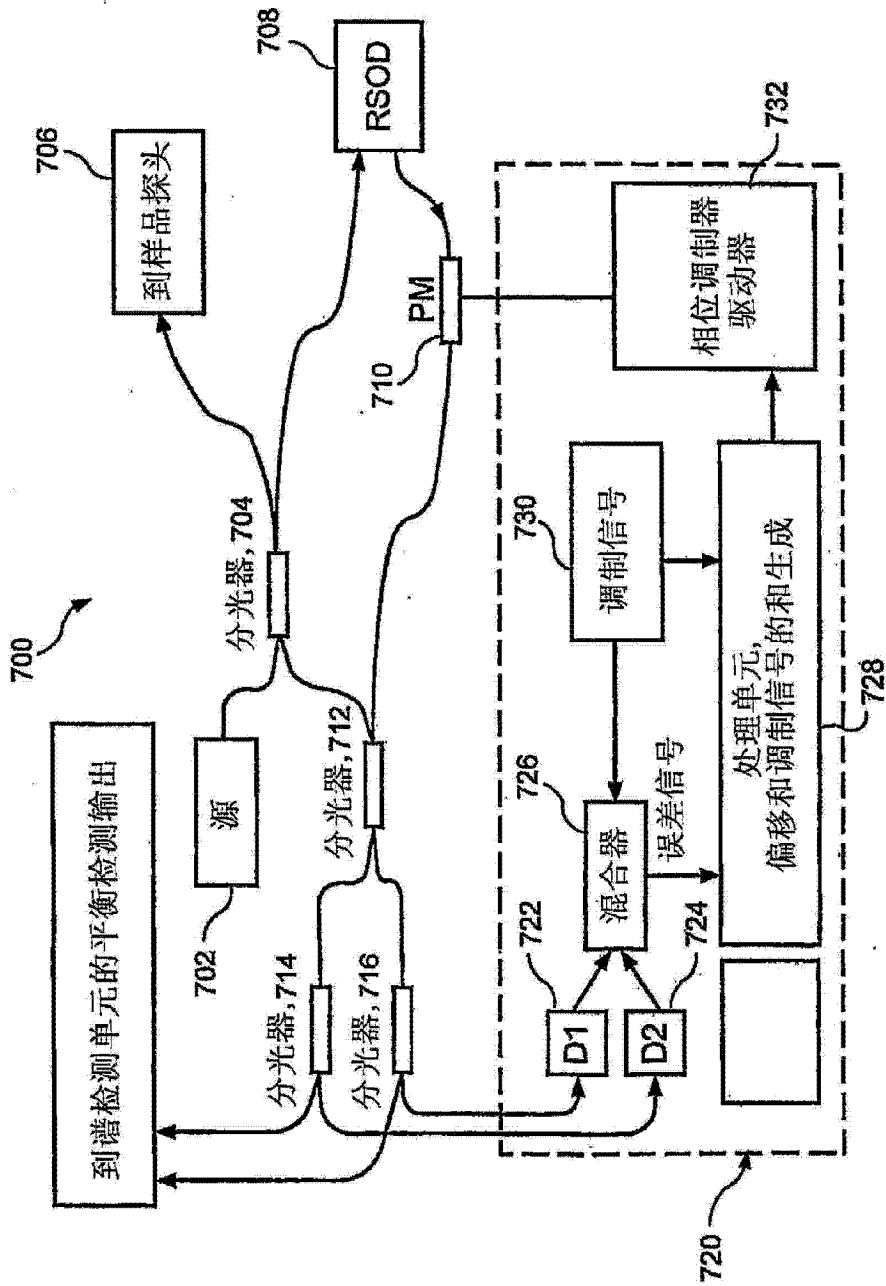 700
到谱检测单元的平衡检测输出
源
702
分光器,704
到样品探头
706
RSOD
708
分光器,712
分光器,714
分光器,716
PM
710
720
D1
722
D2
724
混合器
726
误差信号
调制信号
730
处理单元,
偏移和调制信号的和生成
728
相位调制器
驱动器
732